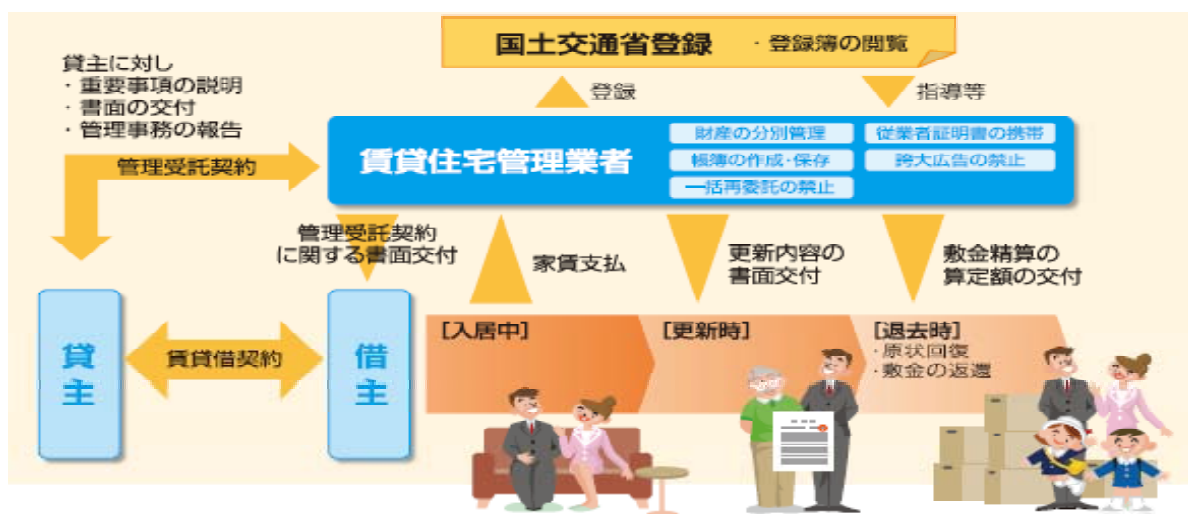 国土交通省登録　・登録簿の閲覧
貸主に対し
・重要事項の説明
・書面の交付
・管理事務の報告
登録
指導等
管理受託契約
賃貸住宅管理業者
財産の分別管理
従業者証明書の携帯
帳簿の作成・保存
誇大広告の禁止
一括再委託の禁止
管理受託契約
に関する書面交付
家賃支払
更新内容の
書面交付
敷金精算の
算定額の交付
貸主
賃貸借契約
借主
[入居中]
[更新時]
[退去時]
・原状回復
・敷金の返還